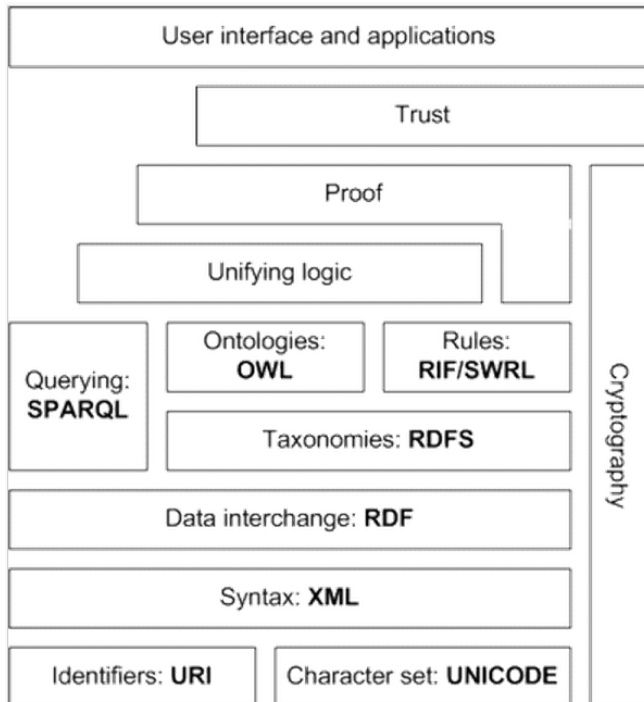 User interface and applications
Trust
Proof
Unifying logic
Ontologies:
OWL
Rules:
RIF/SWRL
Querying:
SPARQL
Taxonomies: RDFS
Cryptography
Data interchange: RDF
Syntax: XML
Identifiers: URI
Character set: UNICODE